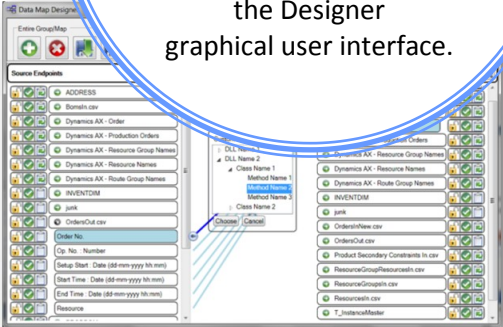 Data Map Designer
the Designer
graphical user interface.
Entire Group/Map
Source Endpoints
ADDRESS
BomsIn.csv
Dynamics AX - Order
Dynamics AX - Production Orders
Dynamics AX - Resource Group Names
Dynamics AX - Resource Names
Dynamics AX - Route Group Names
INVENTDIM
junk
OrdersOut.csv
Order No.
Op. No. : Number
Setup Start : Date (dd-mm-yyyy hh:mm)
Start Time : Date (dd-mm-yyyy hh:mm)
End Time : Date (dd-mm-yyyy hh:mm)
Resource
DLL Name 2
Class Name 1
Method Name 1
Method Name 2
Method Name 3
Class Name 2
Choose
Cancel
Dynamics AX - Resource Group Names
Dynamics AX - Resource Names
Dynamics AX - Route Group Names
INVENTDIM
junk
OrdersInNew.csv
OrdersOut.csv
Product Secondary Constraints In.csv
ResourceGroupResourcesIn.csv
ResourceGroupsIn.csv
ResourcesIn.csv
T_InstanceMaster